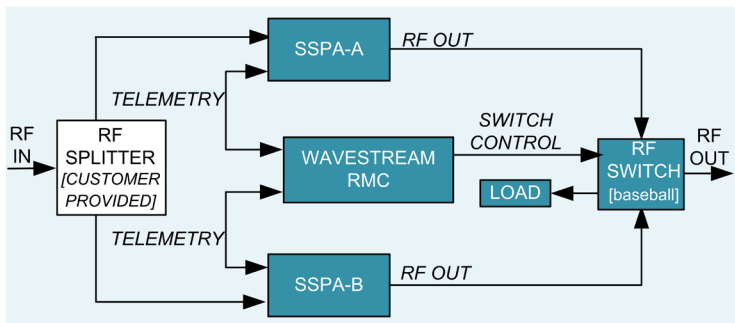 RF
IN
RF
SPLITTER
[CUSTOMER
PROVIDED]
TELEMETRY
TELEMETRY
SSPA-A
RF OUT
WAVESTREAM
RMC
SWITCH
CONTROL
LOAD
SSPA-B
RF OUT
RF
SWITCH
[baseball]
RF
OUT